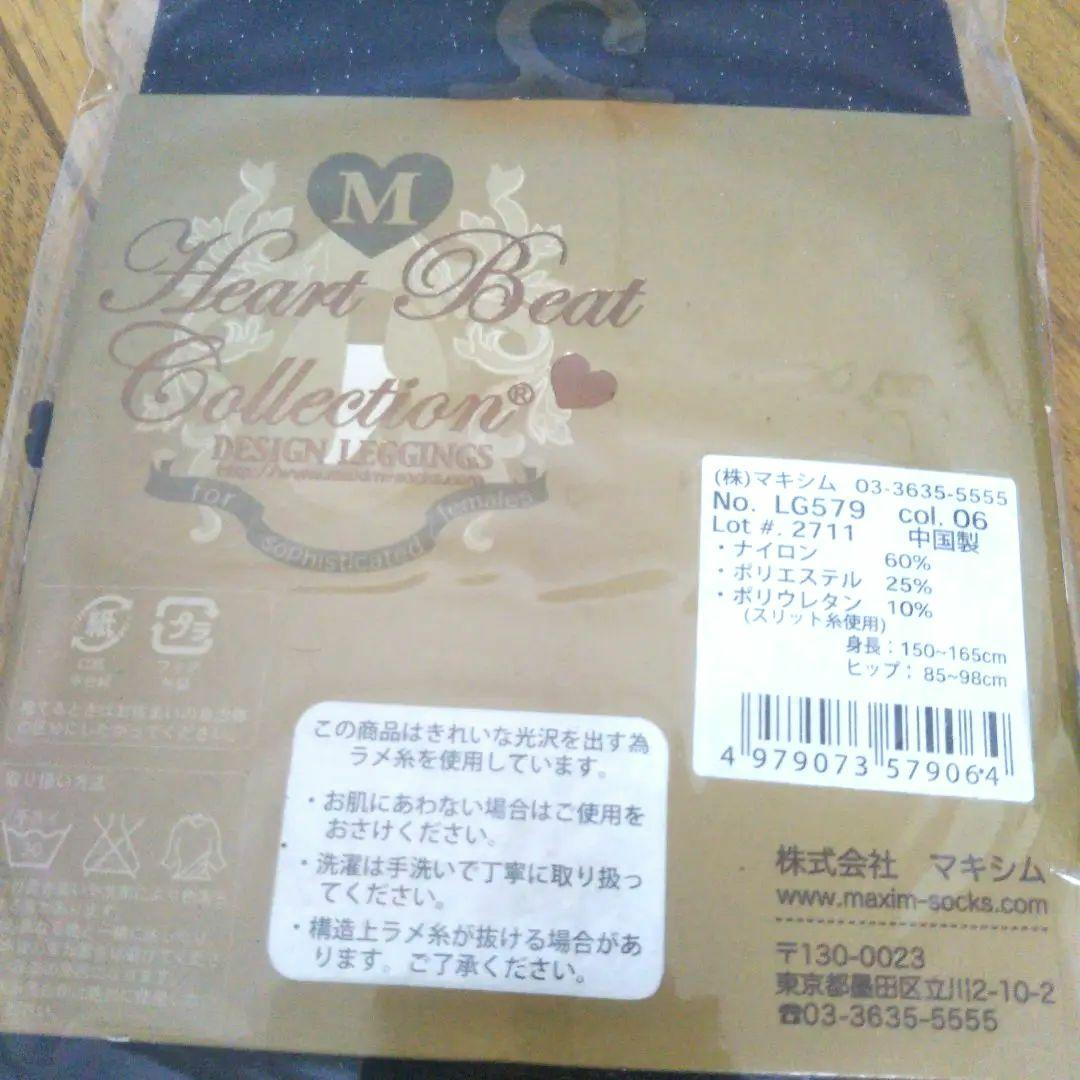 M
Heart Beat
Collection®
DESIGN LEGGINGS
http://www.maxim-socks.com
for sophisticated females
(株)マキシム 03-3635-5555
No. LG579 col. 06
Lot #. 2711 中国製
・ナイロン 60%
・ポリエステル 25%
・ポリウレタン 10%
(スリット糸使用)
身長：150~165cm
ヒップ：85~98cm
4 979073 579064
紙
プラ
この商品はきれいな光沢を出す為
ラメ糸を使用しています。
・お肌にあわない場合はご使用を
おさけください。
・洗濯は手洗いで丁寧に取り扱っ
てください。
・構造上ラメ糸が抜ける場合があ
ります。ご了承ください。
株式会社 マキシム
www.maxim-socks.com
〒130-0023
東京都墨田区立川2-10-2
☎03-3635-5555